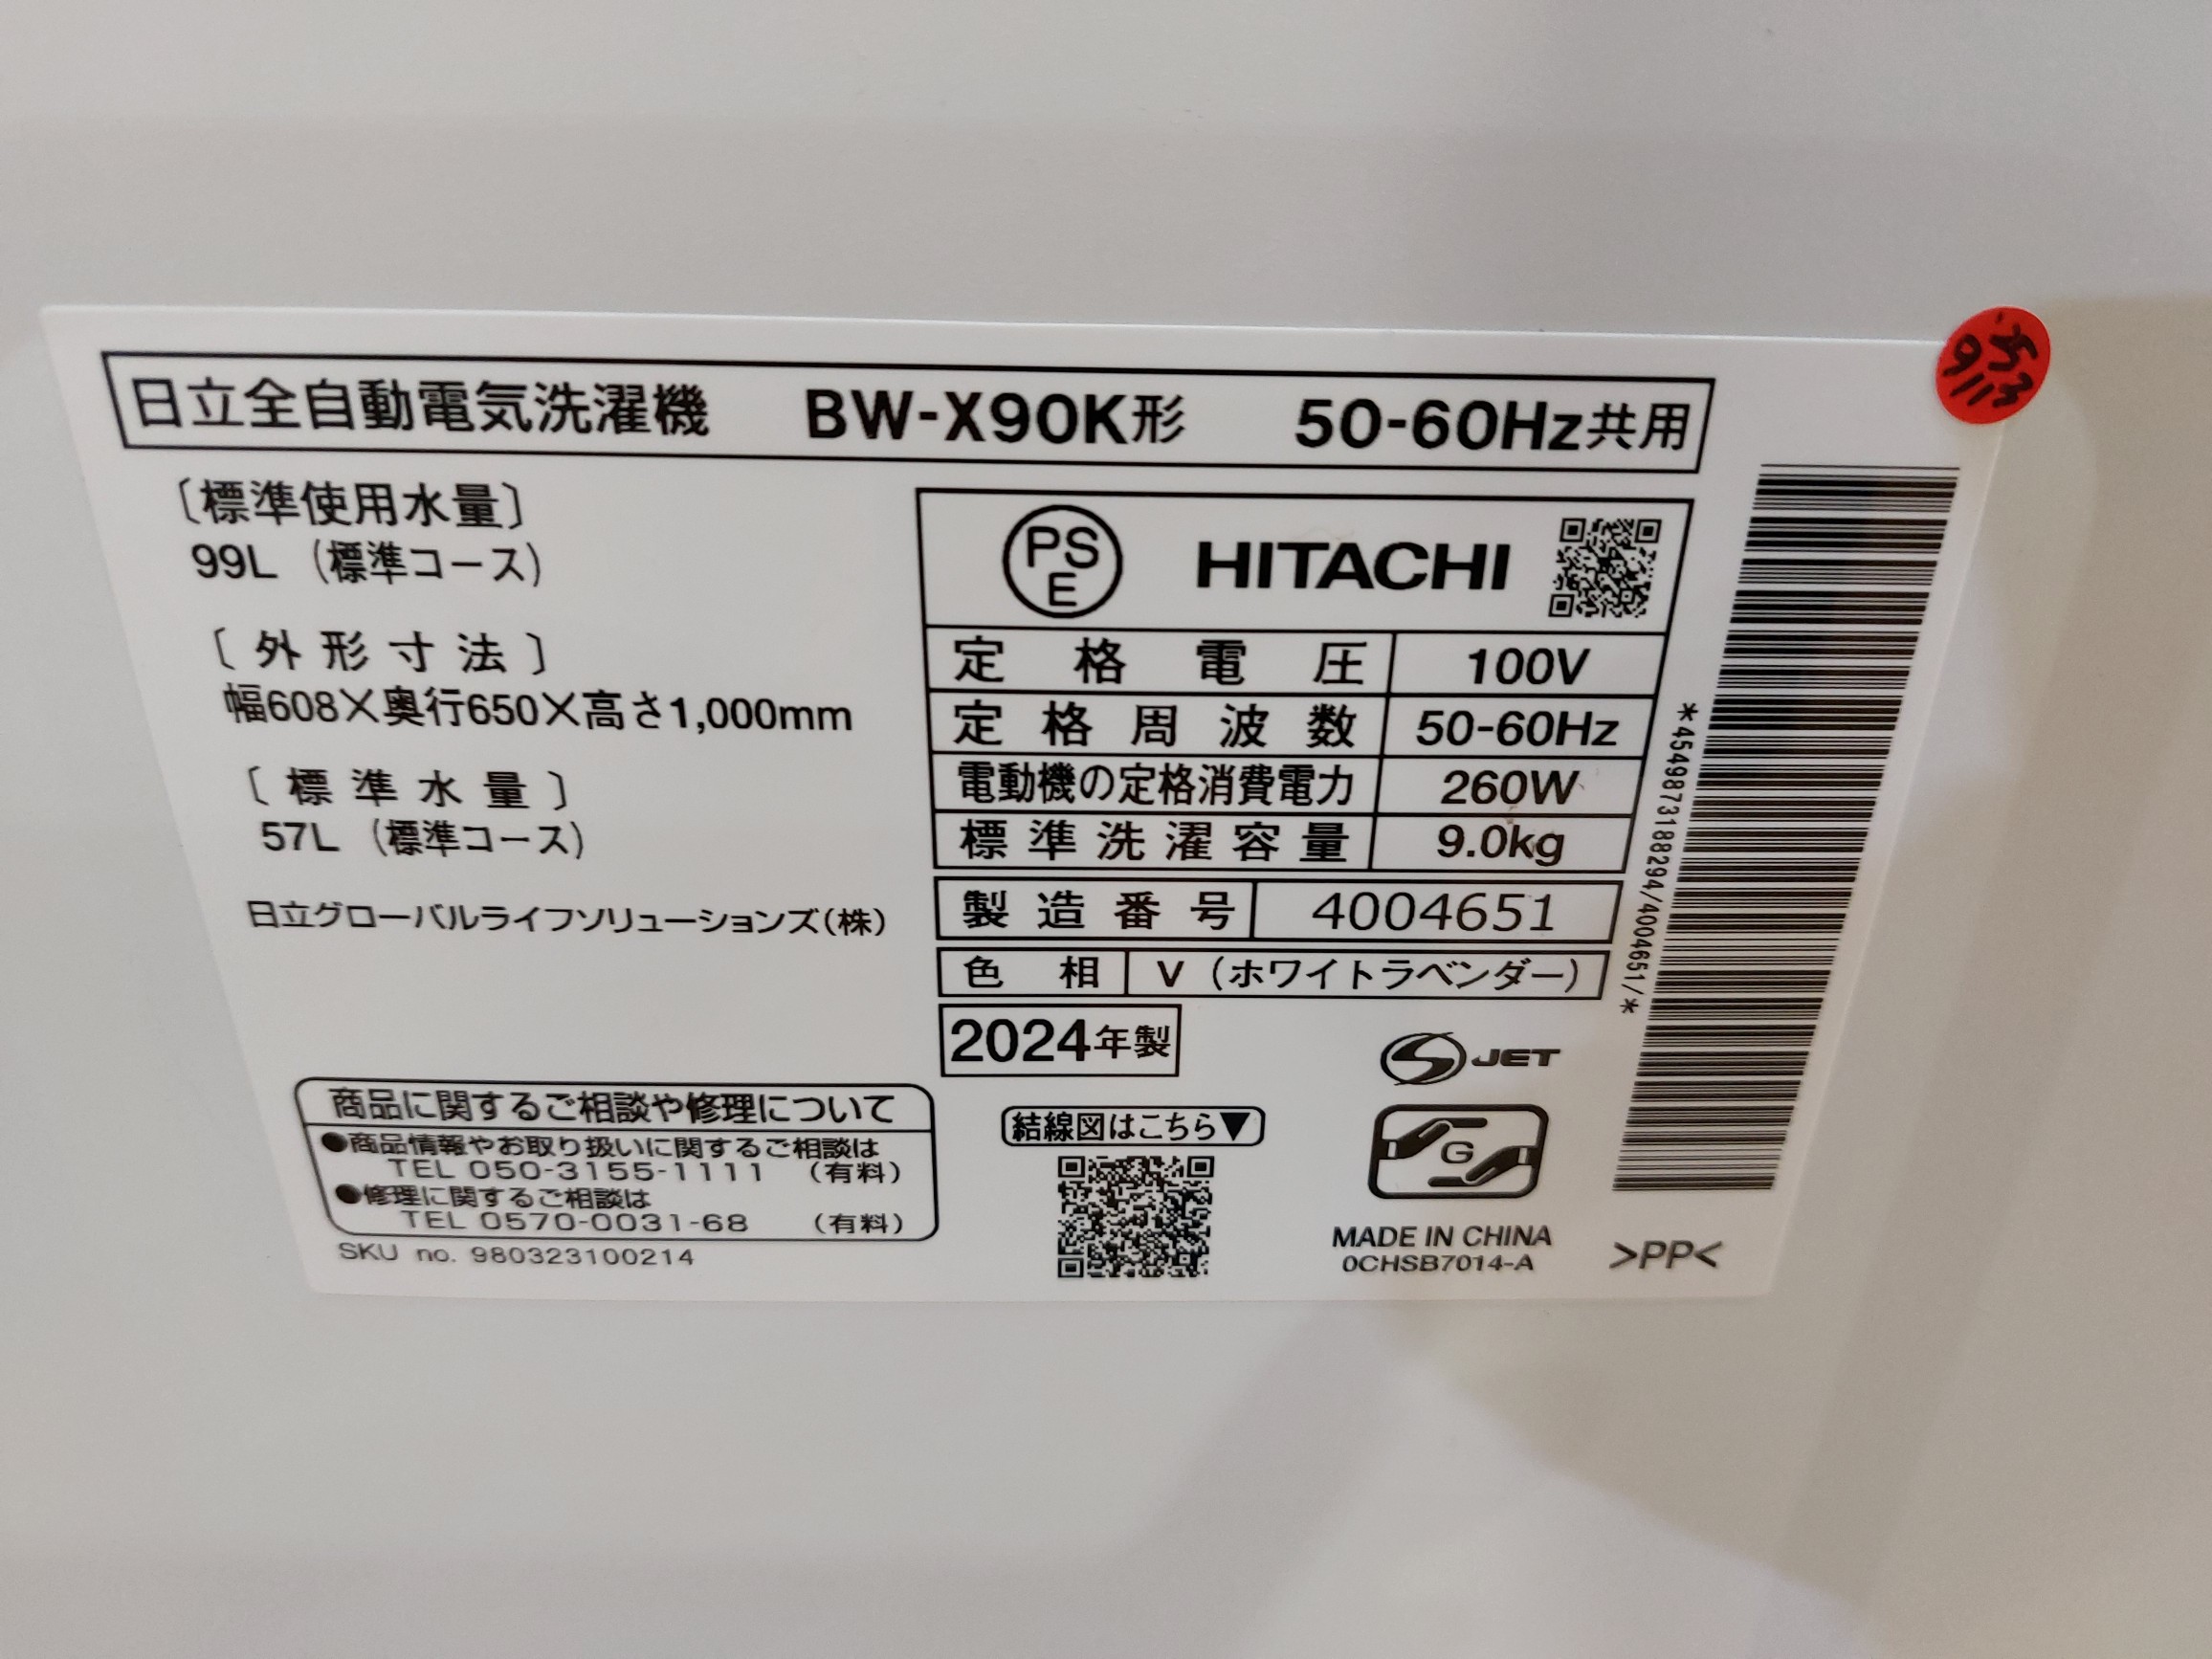 日立全自動電気洗濯機 BW-X90K形 50-60Hz共用
〔標準使用水量〕
99L (標準コース)
〔外形寸法〕
幅608×奥行650×高さ1,000mm
〔標準水量〕
57L (標準コース)
日立グローバルライフソリューションズ(株)
PS
E
HITACHI
定格電圧 100V
定格周波数 50-60Hz
電動機の定格消費電力 260W
標準洗濯容量 9.0kg
製造番号 4004651
色相 V (ホワイトラベンダー)
2024年製
S JET
G
商品に関するご相談や修理について
●商品情報やお取り扱いに関するご相談は
TEL 050-3155-1111 (有料)
●修理に関するご相談は
TEL 0570-0031-68 (有料)
SKU no. 980323100214
結線図はこちら▼
MADE IN CHINA
0CHSB7014-A
>PP<
*4549873188294/4004651/*
'25
9/13